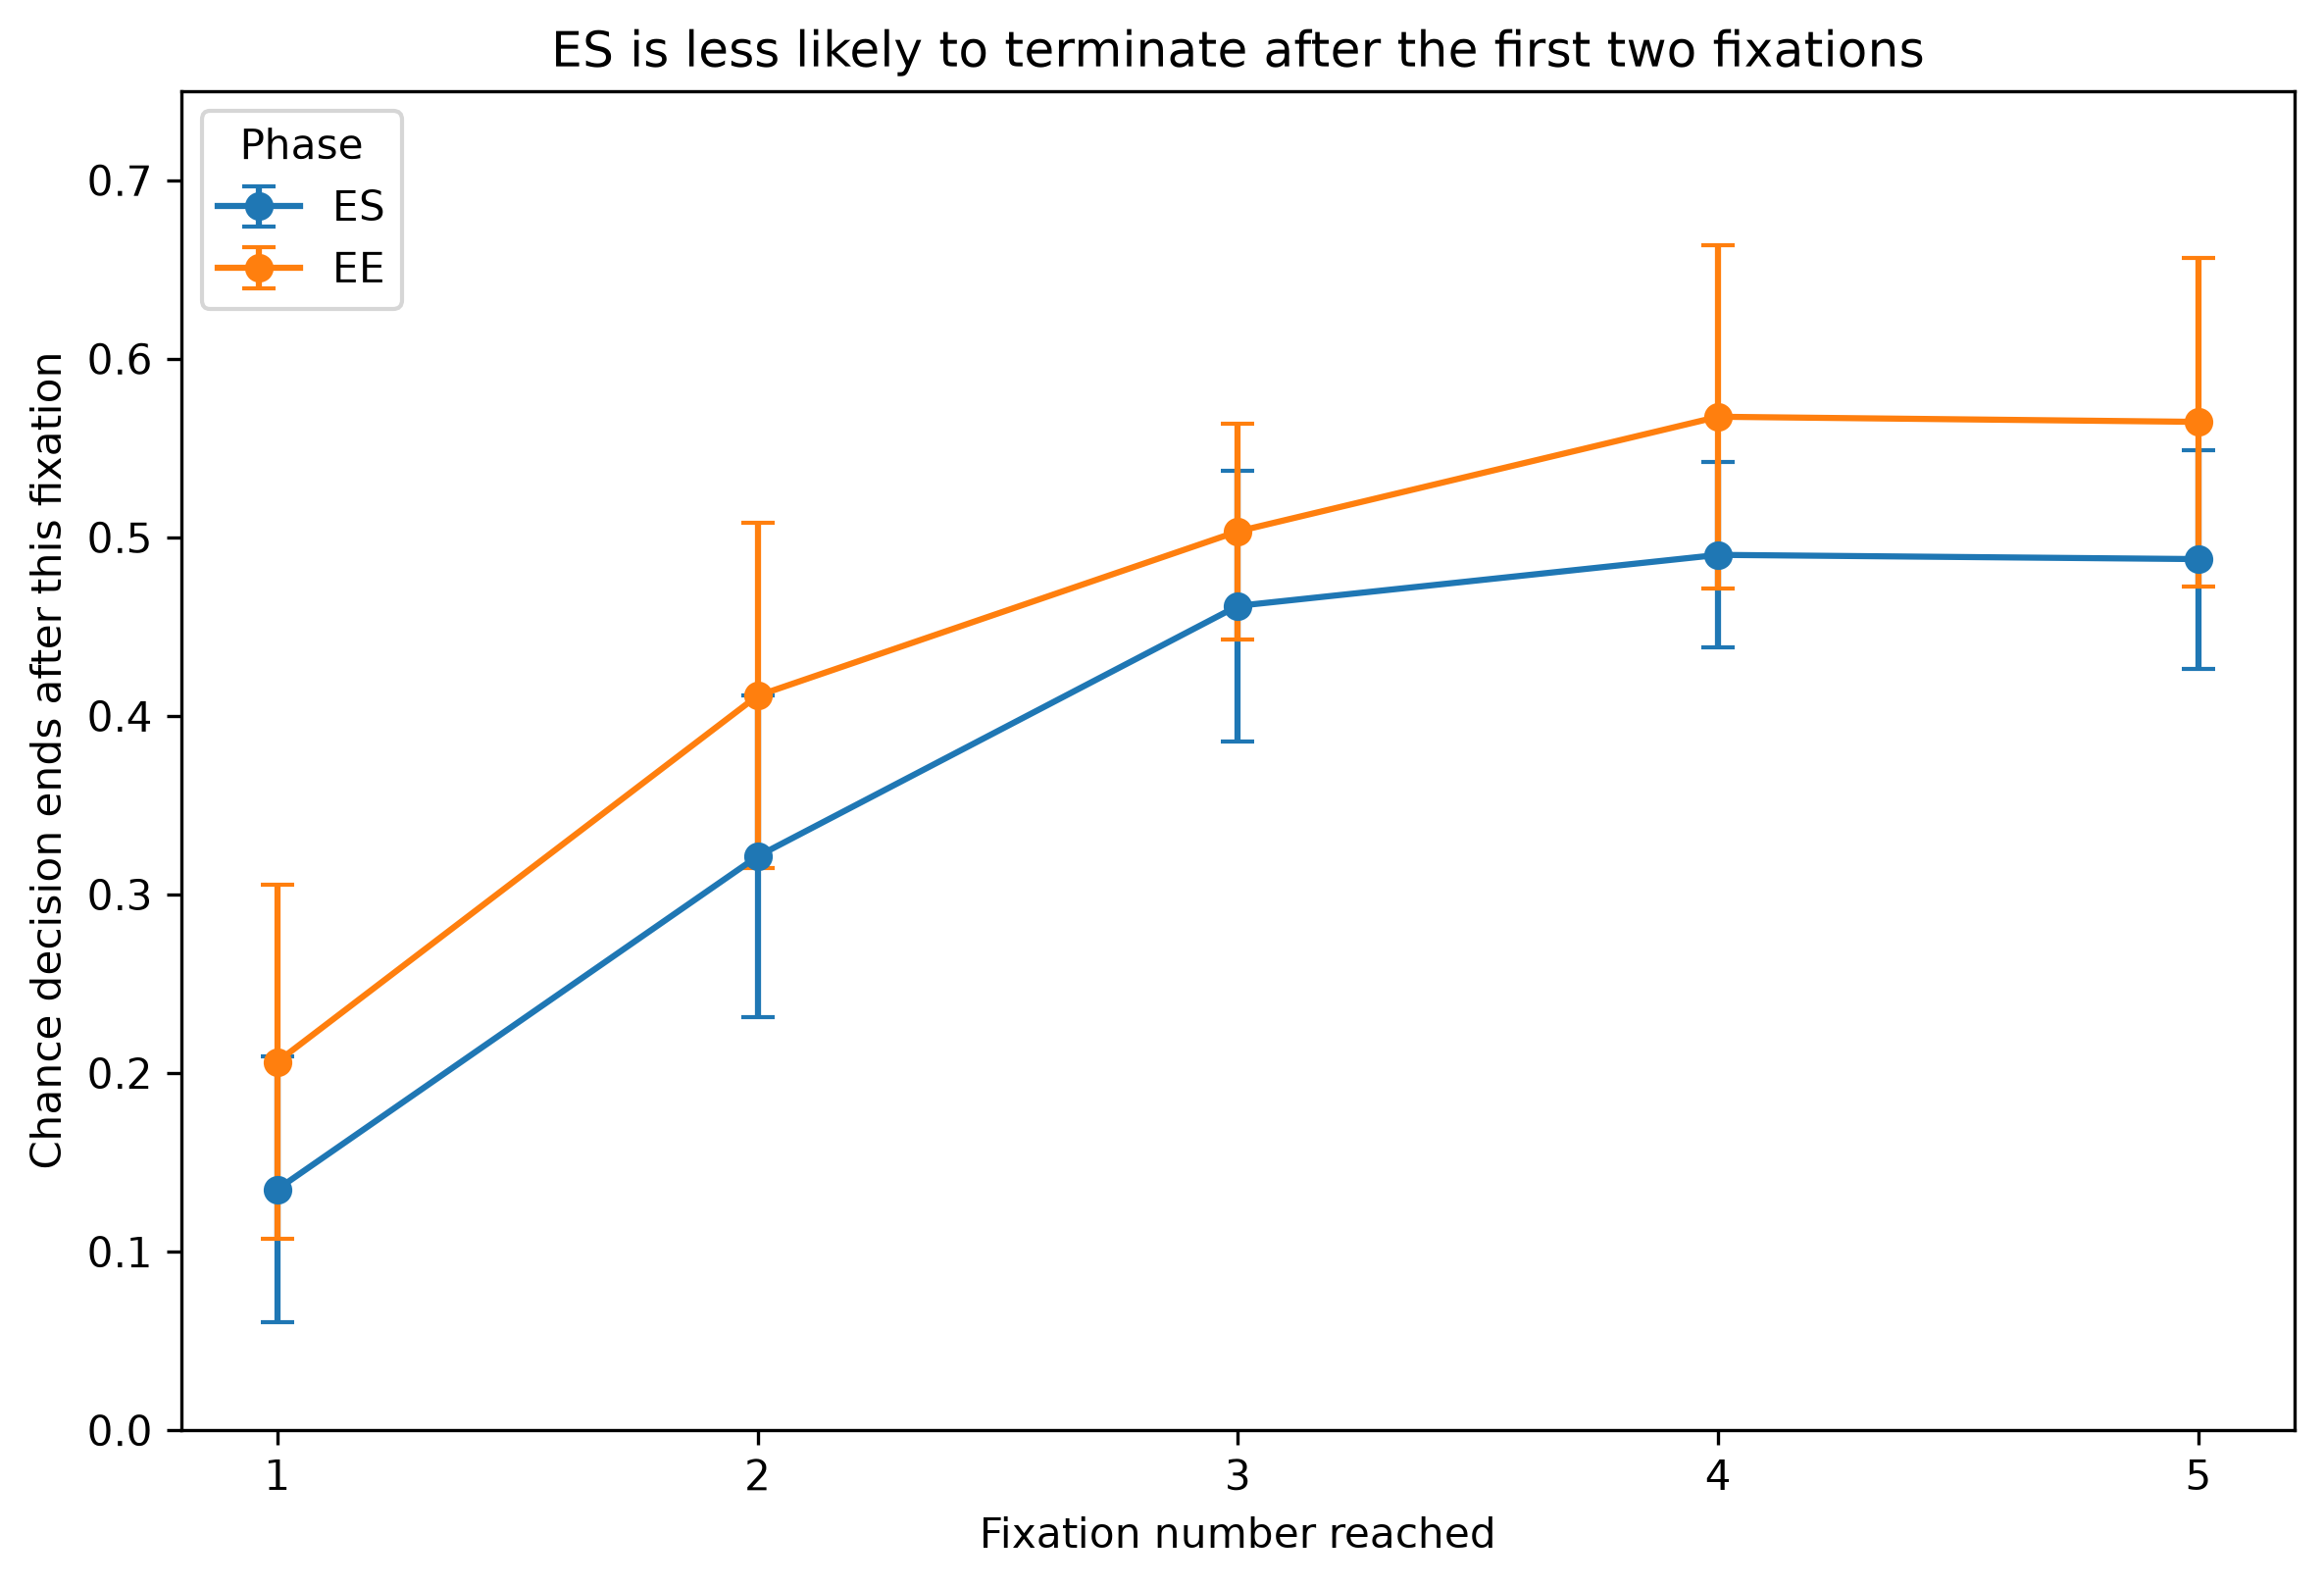 ES is less likely to terminate after the first two fixations
Phase
ES
EE
Chance decision ends after this fixation
0.7
0.6
0.5
0.4
0.3
0.2
0.1
0.0
1 2 3 4 5
Fixation number reached